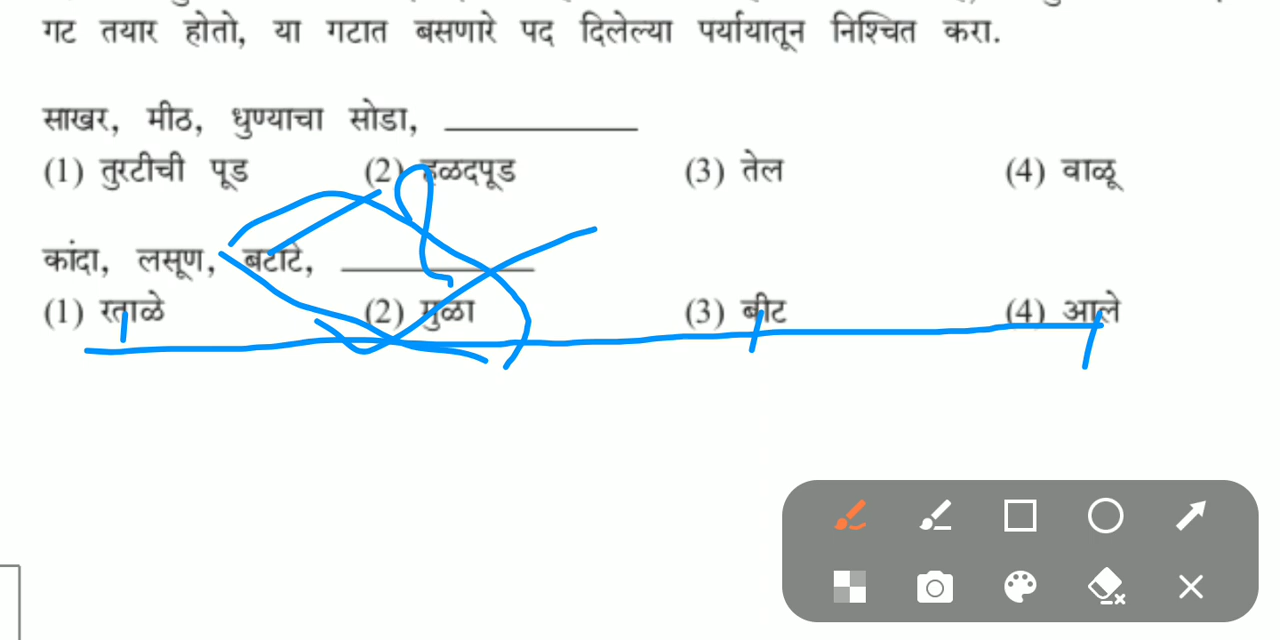 गट तयार होतो, या गटात बसणारे पद दिलेल्या पर्यायातून निश्चित करा.
साखर, मीठ, धुण्याचा सोडा, ____________
(1) तुरटीची पूड (2) हळदपूड (3) तेल (4) वाळू
कांदा, लसूण, बटाटे, ____________
(1) रताळे (2) मुळा (3) बीट (4) आले